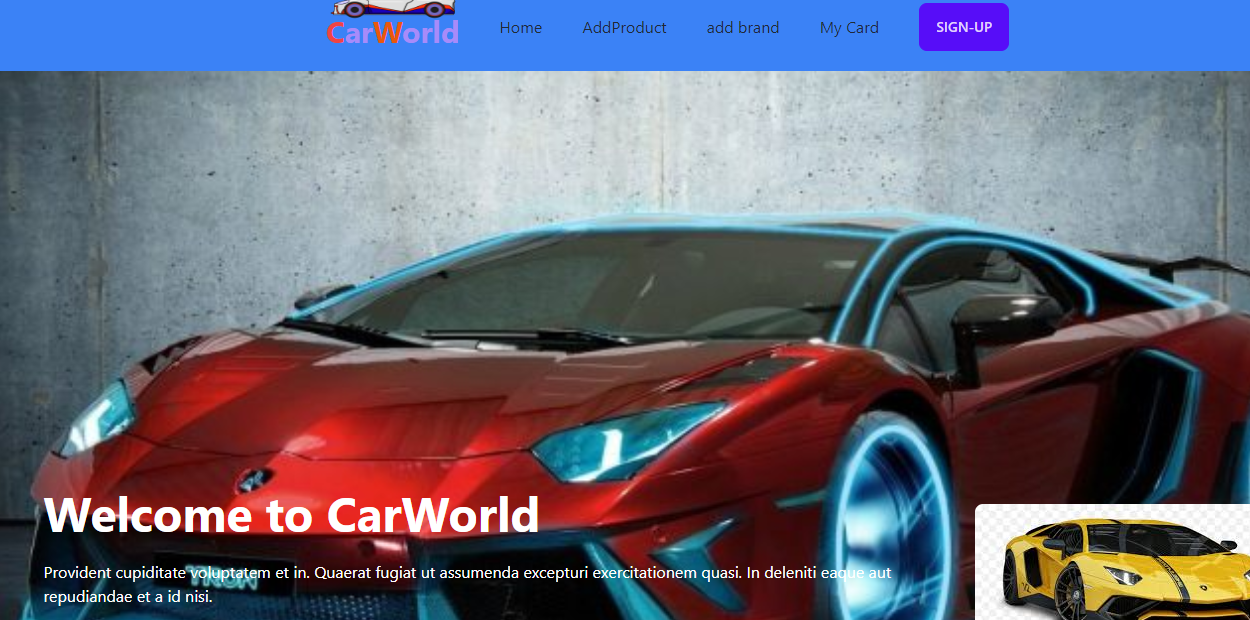 CarWorld
Home
AddProduct
add brand
My Card
SIGN-UP
Welcome to CarWorld
Provident cupiditate voluptatem et in. Quaerat fugiat ut assumenda excepturi exercitationem quasi. In deleniti eaque aut
repudiandae et a id nisi.